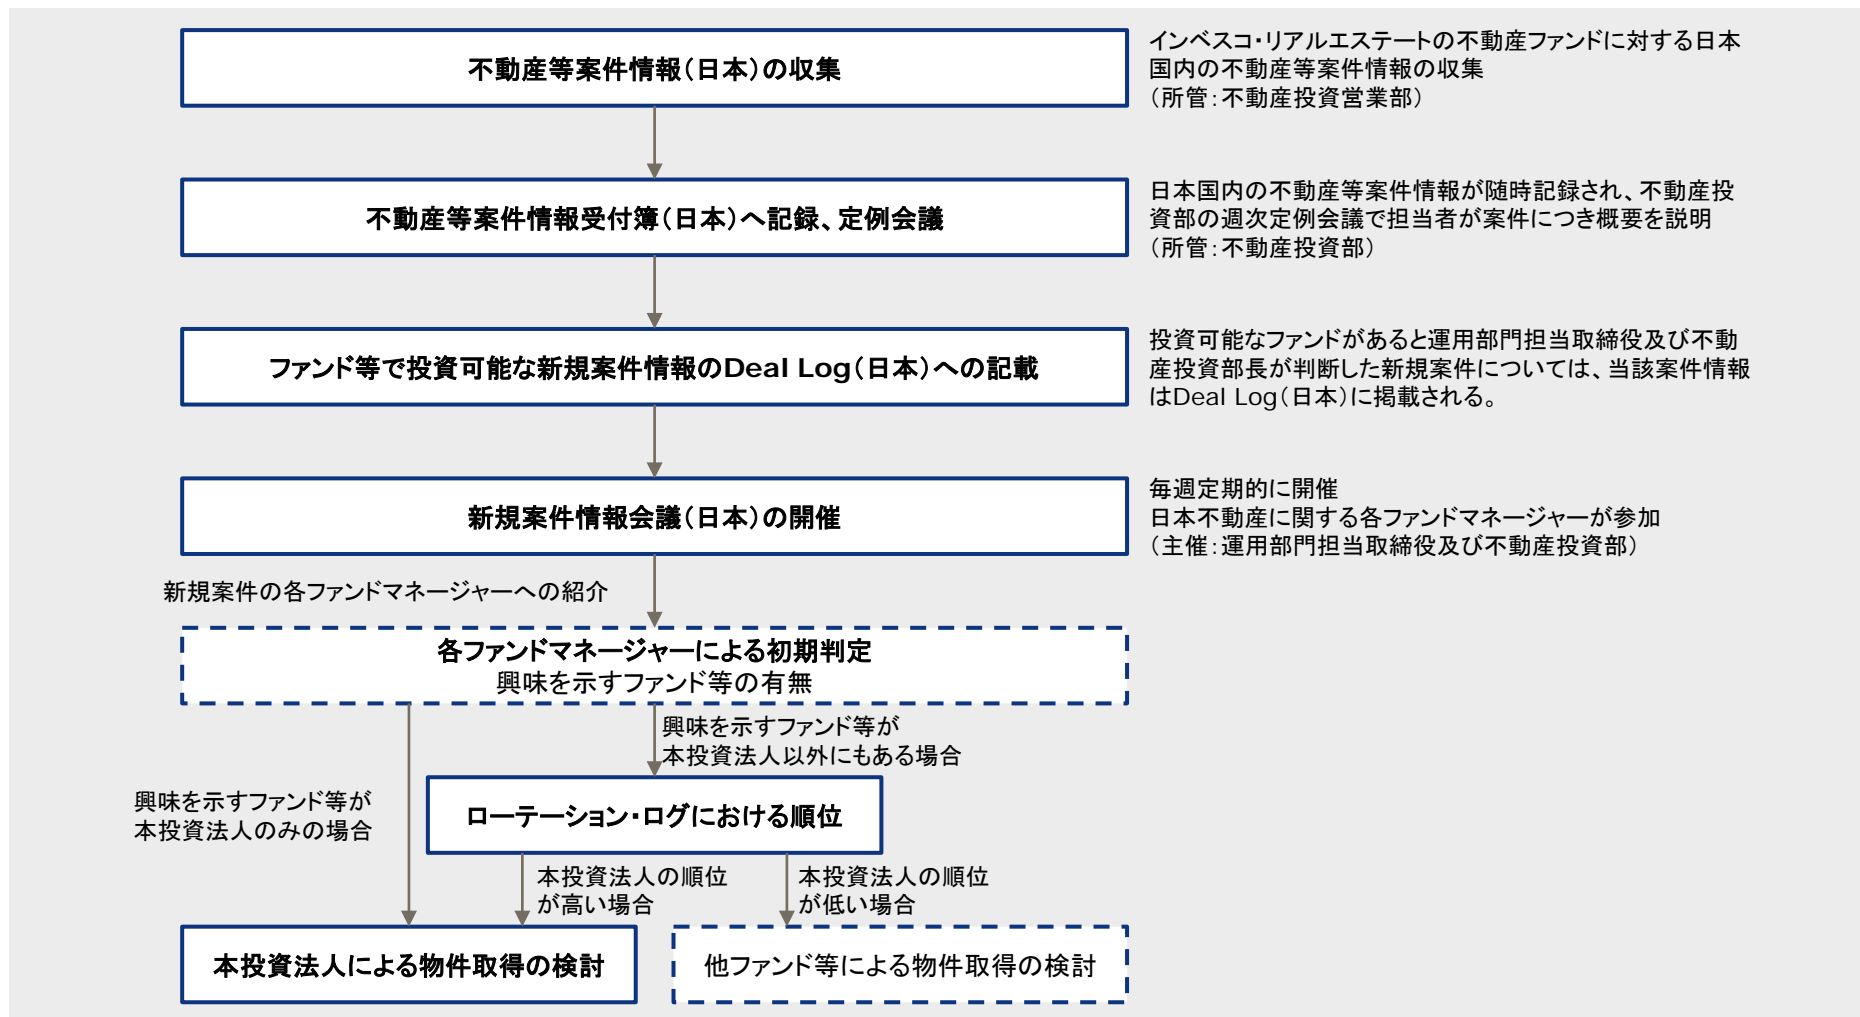 不動産等案件情報（日本）の収集
インベスコ・リアルエステートの不動産ファンドに対する日本
国内の不動産等案件情報の収集
（所管：不動産投資営業部）
不動産等案件情報受付簿（日本）へ記録、定例会議
日本国内の不動産等案件情報が随時記録され、不動産投
資部の週次定例会議で担当者が案件につき概要を説明
（所管：不動産投資部）
ファンド等で投資可能な新規案件情報のDeal Log（日本）への記載
投資可能なファンドがあると運用部門担当取締役及び不動
産投資部長が判断した新規案件については、当該案件情報
はDeal Log（日本）に掲載される。
新規案件情報会議（日本）の開催
毎週定期的に開催
日本不動産に関する各ファンドマネージャーが参加
（主催：運用部門担当取締役及び不動産投資部）
新規案件の各ファンドマネージャーへの紹介
各ファンドマネージャーによる初期判定
興味を示すファンド等の有無
興味を示すファンド等が
本投資法人以外にもある場合
興味を示すファンド等が
本投資法人のみの場合
ローテーション・ログにおける順位
本投資法人の順位
が高い場合
本投資法人の順位
が低い場合
本投資法人による物件取得の検討
他ファンド等による物件取得の検討